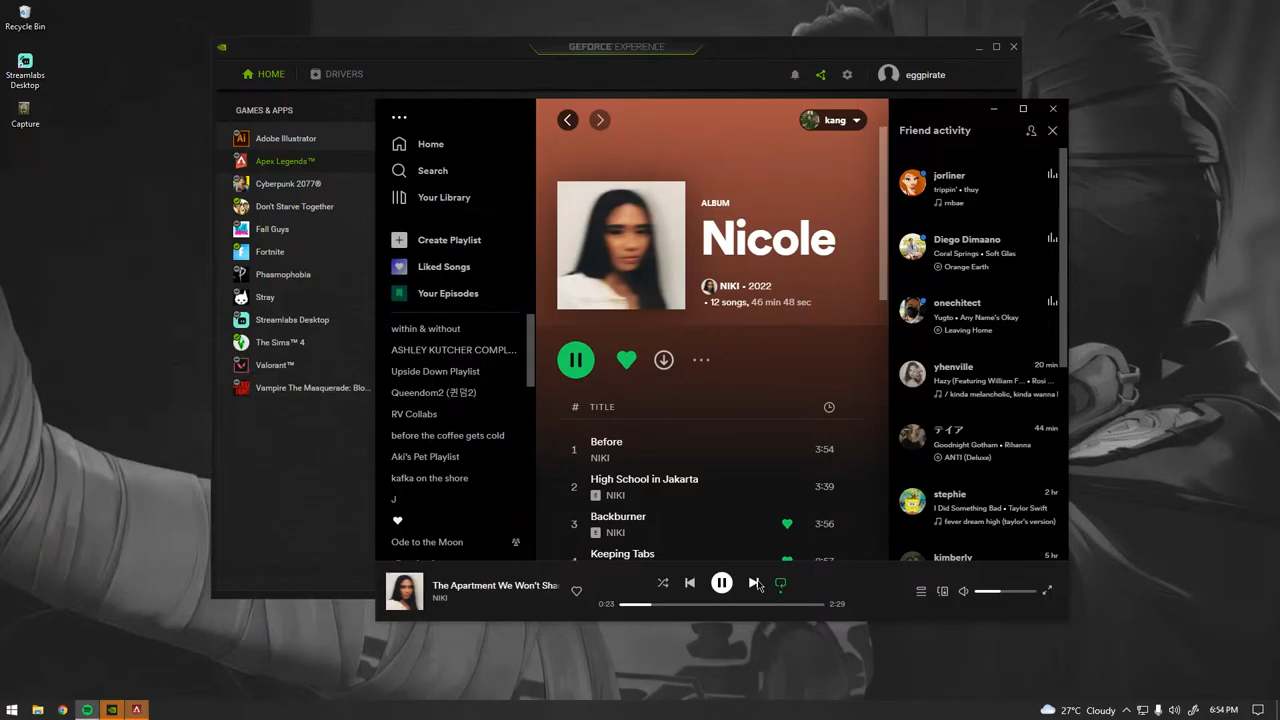 Recycle Bin
Streamlabs
Desktop
Capture
GEFORCE EXPERIENCE
HOME
DRIVERS
eggpirate
GAMES & APPS
Adobe Illustrator
Apex Legends™
Cyberpunk 2077®
Don't Starve Together
Fall Guys
Fortnite
Phasmophobia
Stray
Streamlabs Desktop
The Sims™ 4
Valorant™
Vampire The Masquerade: Blo...
Home
Search
Your Library
Create Playlist
Liked Songs
Your Episodes
within & without
ASHLEY KUTCHER COMPL...
Upside Down Playlist
Queendom2 (퀸덤2)
RV Collabs
before the coffee gets cold
Aki's Pet Playlist
kafka on the shore
J
Ode to the Moon
kang
ALBUM
Nicole
NIKI • 2022
• 12 songs, 46 min 48 sec
# TITLE
1 Before 3:54
NIKI
2 High School in Jakarta 3:39
E NIKI
3 Backburner 3:56
E NIKI
Keeping Tabs
Friend activity
jorliner
trippin' • thuy
rnbae
Diego Dimaano
Coral Springs • Soft Glas
Orange Earth
onechitect
Yugto • Any Name's Okay
Leaving Home
yhenville 20 min
Hazy (Featuring William F... • Rosi ...
/ kinda melancholic, kinda wanna
テイア 44 min
Goodnight Gotham • Rihanna
ANTI (Deluxe)
stephie 2 hr
I Did Something Bad • Taylor Swift
fever dream high (taylor's version)
kimberly 5 hr
The Apartment We Won't Sha
NIKI
0:23
2:29
27°C Cloudy
6:54 PM